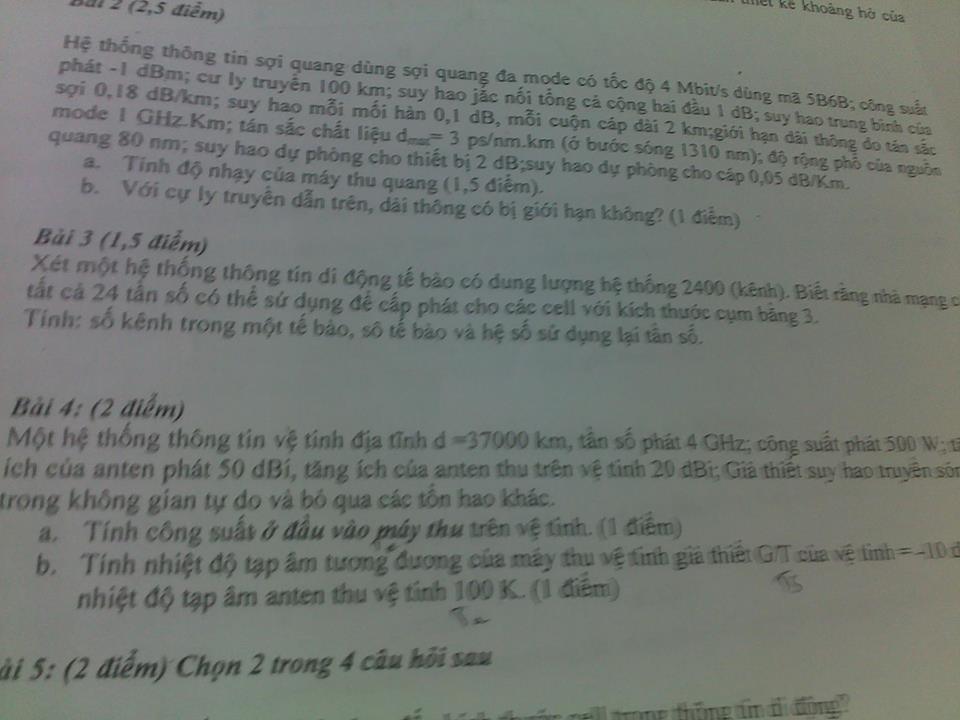 Bài 2 (2,5 điểm)
thiết kế khoảng hở của
Hệ thống thông tin sợi quang dùng sợi quang đa mode có tốc độ 4 Mbit/s dùng mã 5B6B; công suất
phát -1 dBm; cư ly truyền 100 km; suy hao jắc nối tổng cả cộng hai đầu 1 dB; suy hao trung bình của
sợi 0,18 dB/km; suy hao mỗi mối hàn 0,1 dB, mỗi cuộn cáp dài 2 km;giới hạn dải thông do tán sắc
mode 1 GHz.Km; tán sắc chất liệu dmat= 3 ps/nm.km (ở bước sóng 1310 nm); độ rộng phổ của nguồn
quang 80 nm; suy hao dự phòng cho thiết bị 2 dB;suy hao dự phòng cho cáp 0,05 dB/Km.
a. Tính độ nhạy của máy thu quang (1,5 điểm).
b. Với cự ly truyền dẫn trên, dải thông có bị giới hạn không? (1 điểm)
Bài 3 (1,5 điểm)
Xét một hệ thống thông tin di động tế bào có dung lượng hệ thống 2400 (kênh). Biết rằng nhà mạng
tất cả 24 tần số có thể sử dụng để cấp phát cho các cell với kích thước cụm bằng 3.
Tính: số kênh trong một tế bào, sô tế bào và hệ số sử dụng lại tần số.
Bài 4: (2 điểm)
Một hệ thống thông tin vệ tinh địa tĩnh d =37000 km, tần số phát 4 GHz; công suất phát 500 W;
ích của anten phát 50 dBi, tăng ích của anten thu trên vệ tinh 20 dBi; Giả thiết suy hao truyền
trong không gian tự do và bỏ qua các tổn hao khác.
a. Tính công suất ở đầu vào máy thu trên vệ tinh. (1 điểm)
b. Tính nhiệt độ tạp âm tương đương của máy thu vệ tinh giả thiết G/T của vệ tinh = -10
nhiệt độ tạp âm anten thu vệ tinh 100 K. (1 điểm)
ài 5: (2 điểm) Chọn 2 trong 4 câu hỏi sau
cell trong thông tin di động?